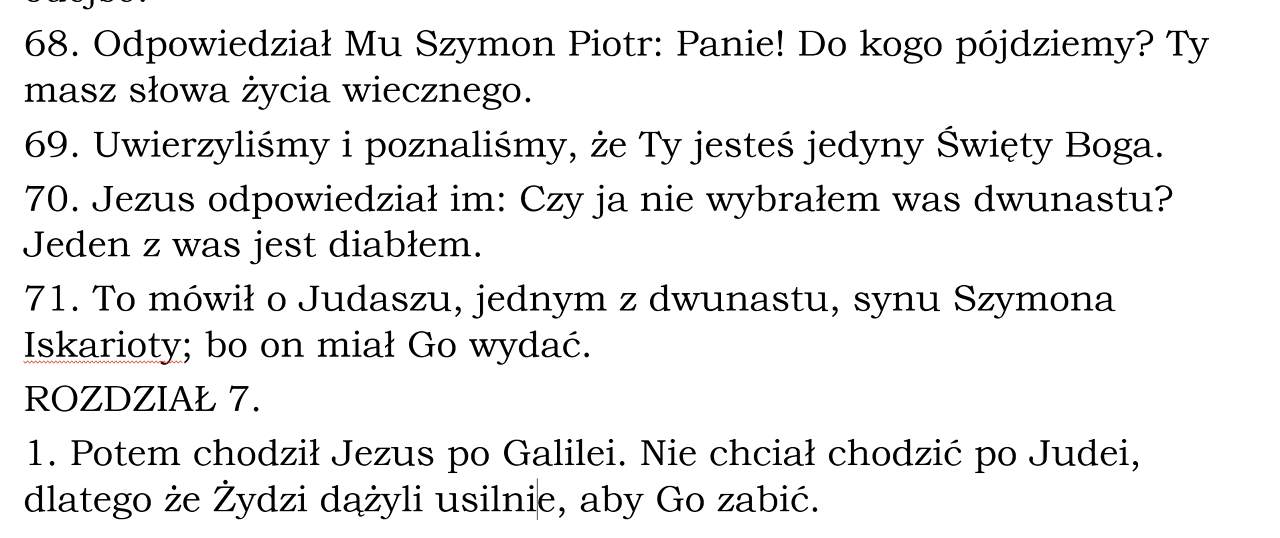 68. Odpowiedział Mu Szymon Piotr: Panie! Do kogo pójdziemy? Ty
masz słowa życia wiecznego.
69. Uwierzyliśmy i poznaliśmy, że Ty jesteś jedyny Święty Boga.
70. Jezus odpowiedział im: Czy ja nie wybrałem was dwunastu?
Jeden z was jest diabłem.
71. To mówił o Judaszu, jednym z dwunastu, synu Szymona
Iskarioty; bo on miał Go wydać.
ROZDZIAŁ 7.
1. Potem chodził Jezus po Galilei. Nie chciał chodzić po Judei,
dlatego że Żydzi dążyli usilnie, aby Go zabić.